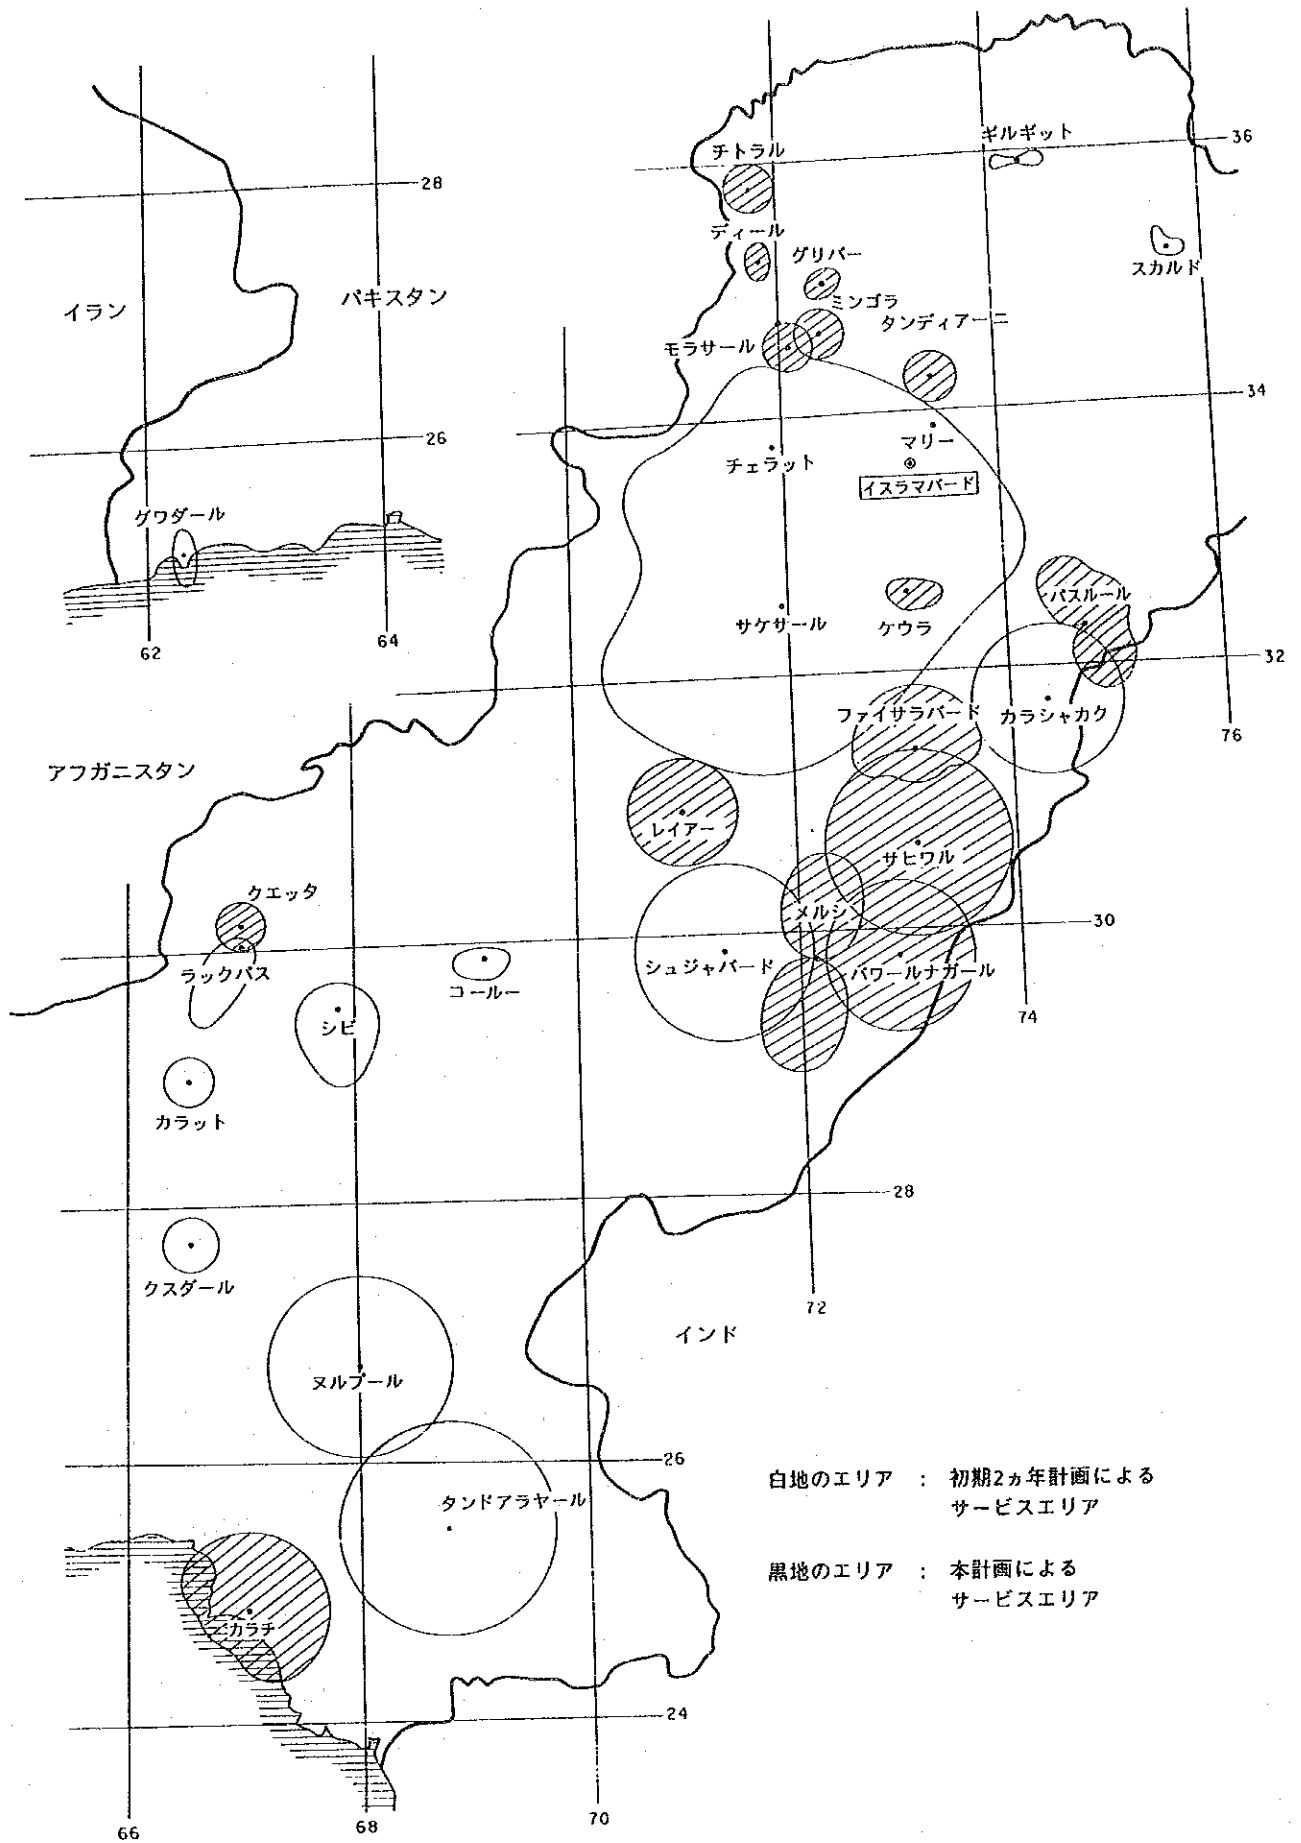 ギルギット
36
チトラル
28
ディール
グリバー
スカルド
イラン
パキスタン
ミンゴラ
タンディアーニ
モラサール
34
26
マリー
チェラット
イスラマバード
グワダール
パスルール
サケサール
ケウラ
62
64
32
ファイサラバード
カラシャカク
76
アフガニスタン
レイアー
サヒワル
クエッタ
メルシ
30
ラックパス
コールー
シュジャバード
パワールナガール
シビ
74
カラット
28
クスダール
72
インド
ヌルプール
26
タンドアラヤール
白地のエリア : 初期2ヵ年計画による
サービスエリア
黒地のエリア : 本計画による
サービスエリア
カラチ
24
66
68
70